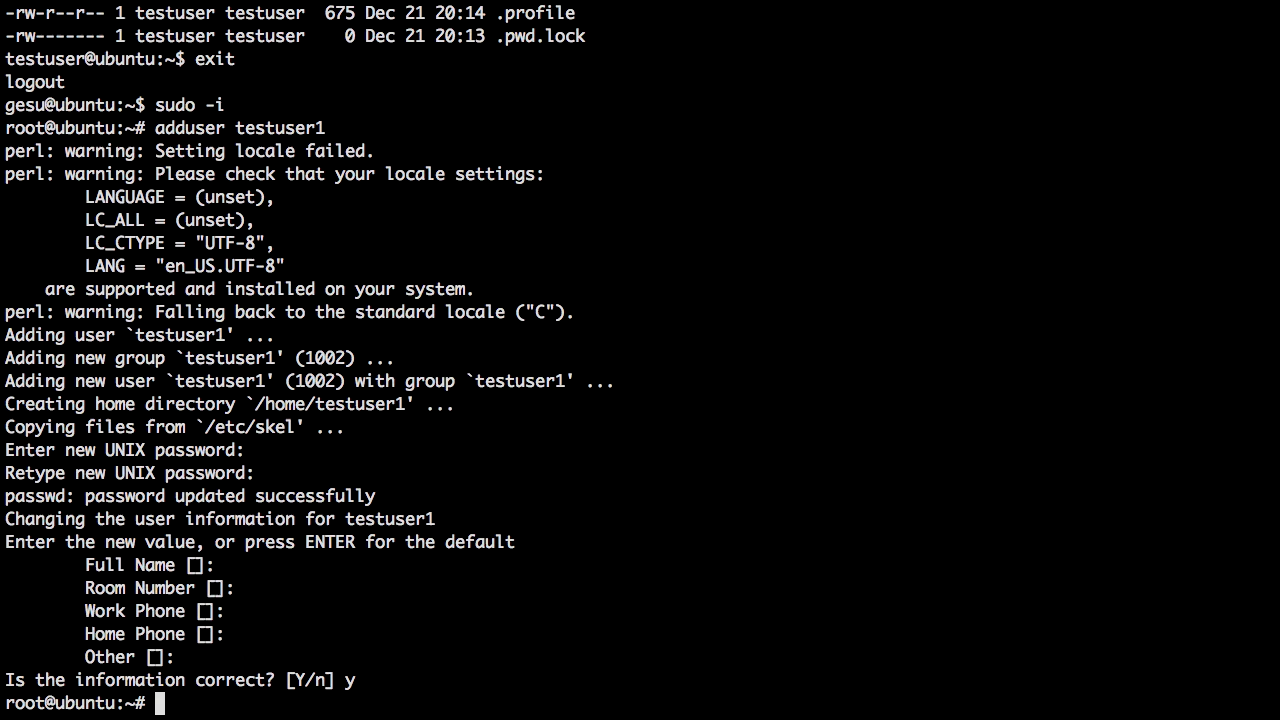 -rw-r--r-- 1 testuser testuser  675 Dec 21 20:14 .profile
-rw------- 1 testuser testuser    0 Dec 21 20:13 .pwd.lock
testuser@ubuntu:~$ exit
logout
gesu@ubuntu:~$ sudo -i
root@ubuntu:~# adduser testuser1
perl: warning: Setting locale failed.
perl: warning: Please check that your locale settings:
        LANGUAGE = (unset),
        LC_ALL = (unset),
        LC_CTYPE = "UTF-8",
        LANG = "en_US.UTF-8"
    are supported and installed on your system.
perl: warning: Falling back to the standard locale ("C").
Adding user `testuser1' ...
Adding new group `testuser1' (1002) ...
Adding new user `testuser1' (1002) with group `testuser1' ...
Creating home directory `/home/testuser1' ...
Copying files from `/etc/skel' ...
Enter new UNIX password:
Retype new UNIX password:
passwd: password updated successfully
Changing the user information for testuser1
Enter the new value, or press ENTER for the default
        Full Name []:
        Room Number []:
        Work Phone []:
        Home Phone []:
        Other []:
Is the information correct? [Y/n] y
root@ubuntu:~#